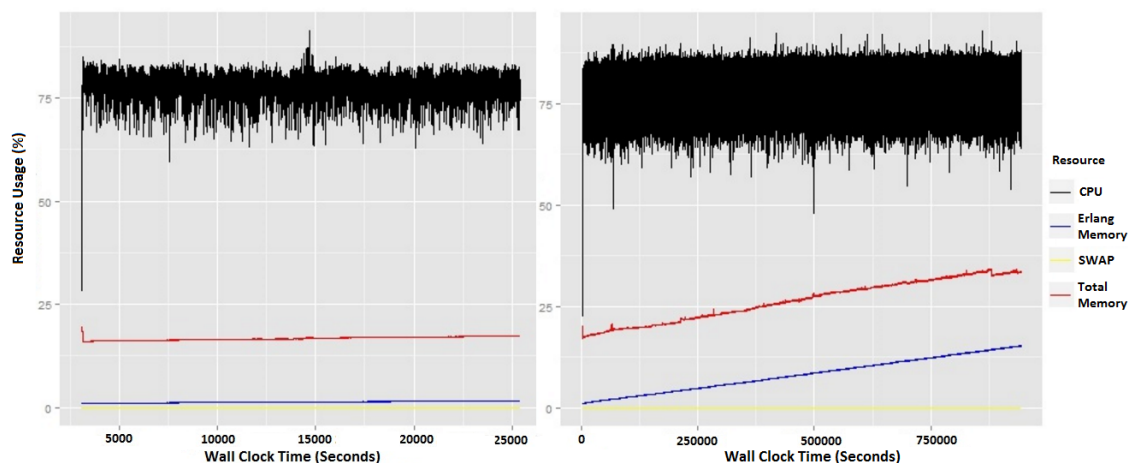 Resource Usage (%)
75
50
25
0
5000 10000 15000 20000 25000
Wall Clock Time (Seconds)
75
50
25
0
0 250000 500000 750000
Wall Clock Time (Seconds)
Resource
CPU
Erlang
Memory
SWAP
Total
Memory